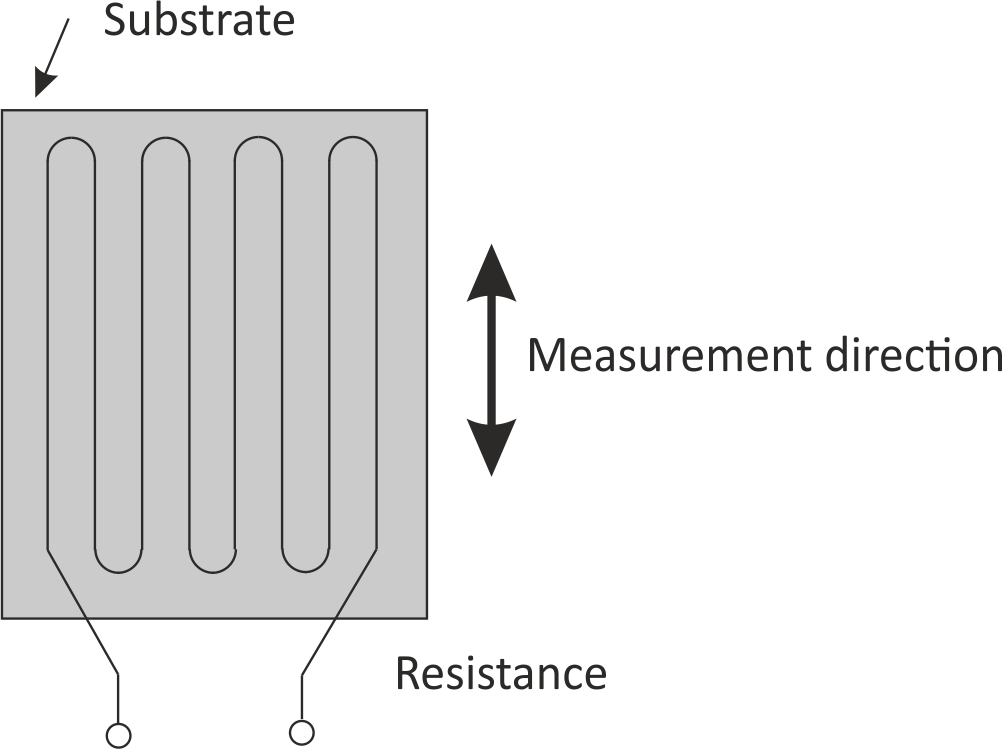 Substrate
Measurement direction
Resistance